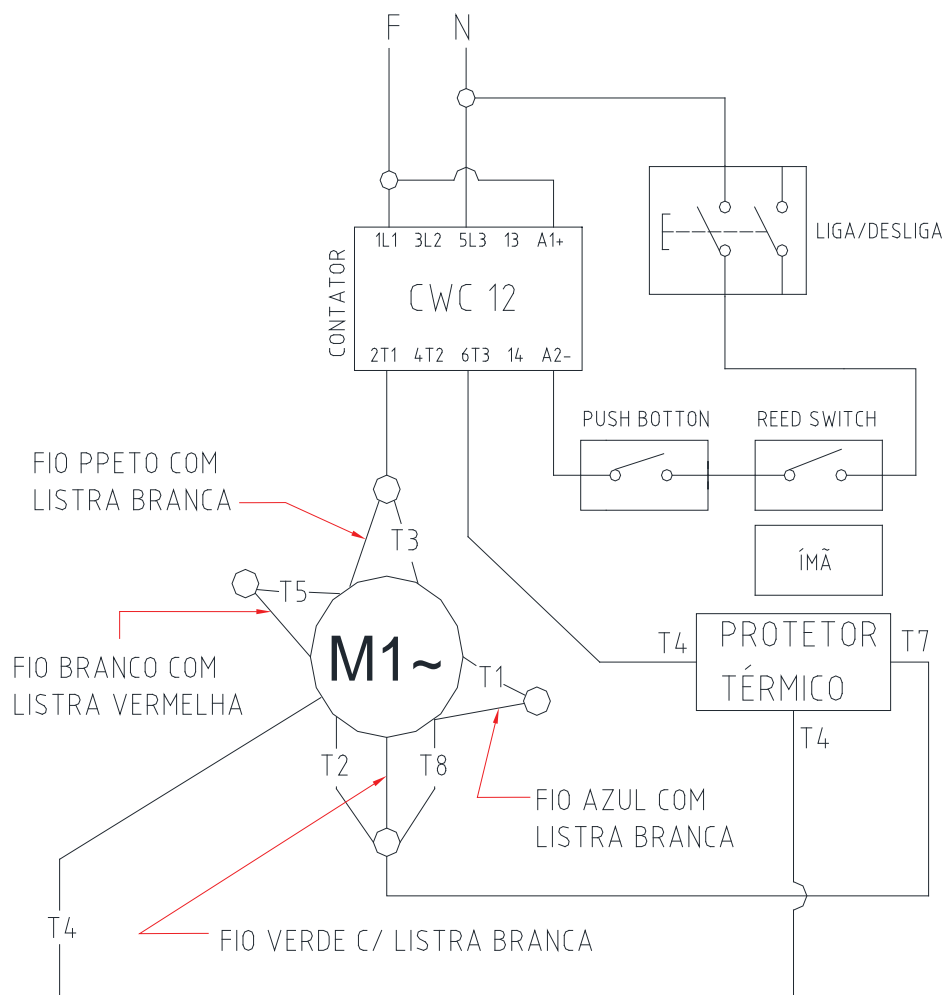 F N
1L1 3L2 5L3 13 A1+
CONTATOR
CWC 12
2T1 4T2 6T3 14 A2-
LIGA/DESLIGA
PUSH BOTTON
REED SWITCH
ÍMÃ
FIO PPETO COM
LISTRA BRANCA
T3
T5
FIO BRANCO COM
LISTRA VERMELHA
M1~
T1
T4
PROTETOR
TÉRMICO
T7
T4
T2
T8
FIO AZUL COM
LISTRA BRANCA
T4
FIO VERDE C/ LISTRA BRANCA